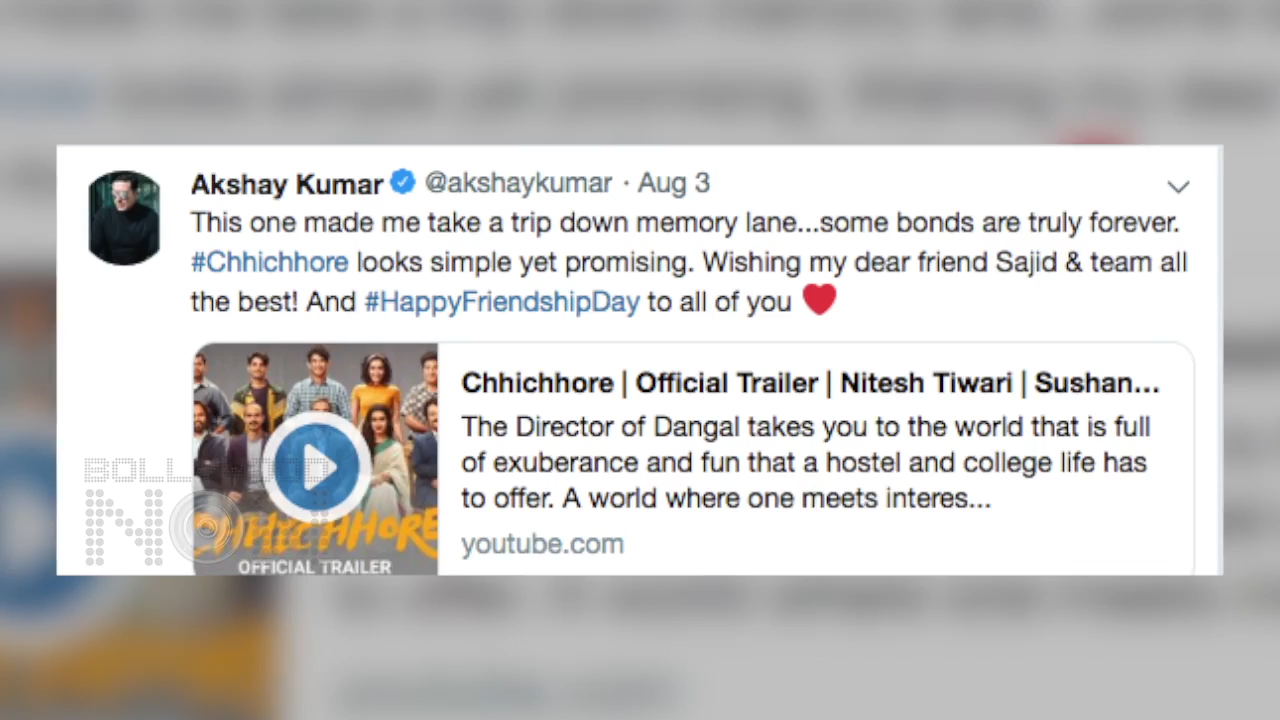 Akshay Kumar @akshaykumar · Aug 3
This one made me take a trip down memory lane...some bonds are truly forever.
#Chhichhore looks simple yet promising. Wishing my dear friend Sajid & team all
the best! And #HappyFriendshipDay to all of you ❤
Chhichhore | Official Trailer | Nitesh Tiwari | Sushan...
The Director of Dangal takes you to the world that is full
of exuberance and fun that a hostel and college life has
to offer. A world where one meets interes...
youtube.com
CHHICHHORE
OFFICIAL TRAILER
BOLLYWOOD
NOW